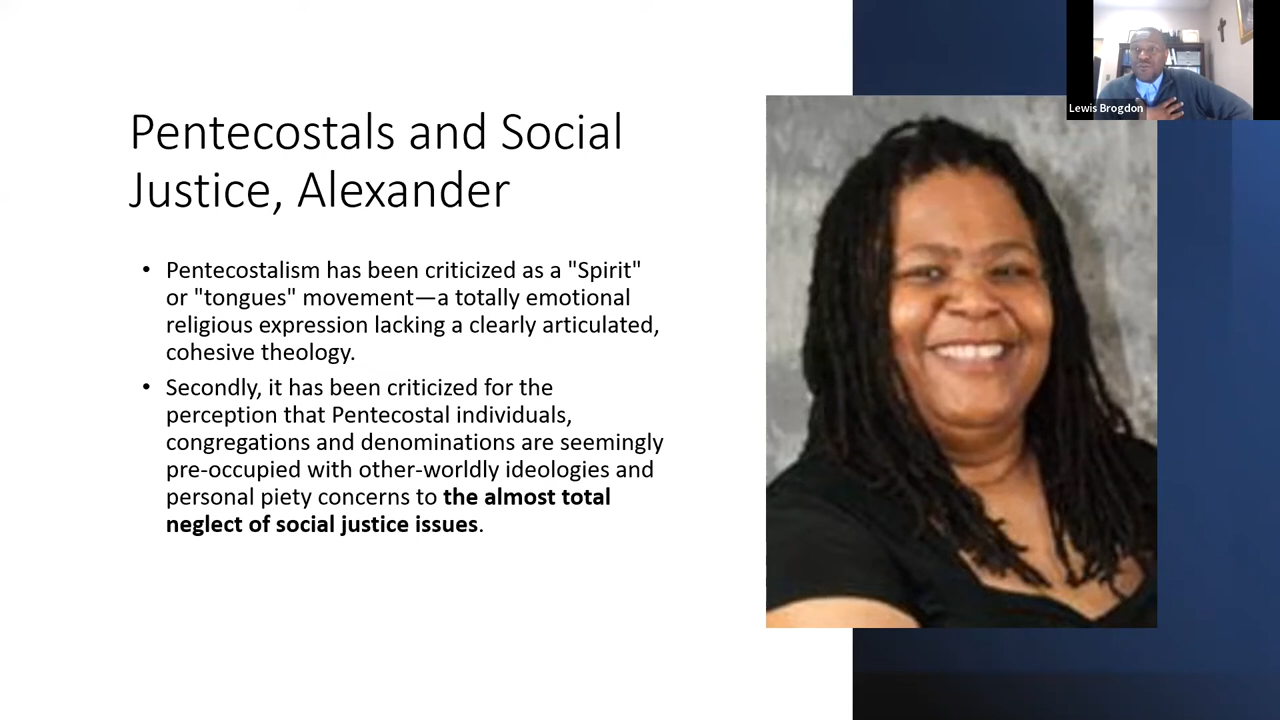 Lewis Brogdon
Pentecostals and Social
Justice, Alexander
• Pentecostalism has been criticized as a "Spirit"
or "tongues" movement—a totally emotional
religious expression lacking a clearly articulated,
cohesive theology.
• Secondly, it has been criticized for the
perception that Pentecostal individuals,
congregations and denominations are seemingly
pre-occupied with other-worldly ideologies and
personal piety concerns to the almost total
neglect of social justice issues.